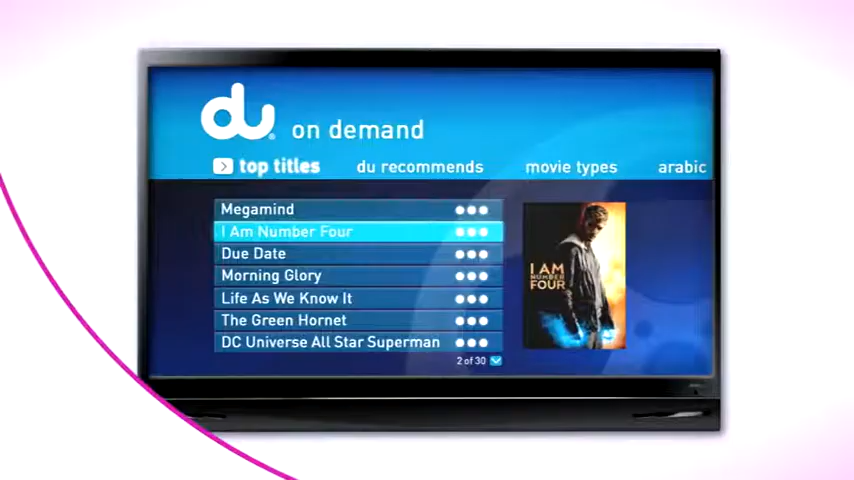 du
on demand
top titles du recommends movie types arabic
Megamind
I Am Number Four
Due Date
Morning Glory
Life As We Know It
The Green Hornet
DC Universe All Star Superman
2 of 30
I AM
NUMBER
FOUR